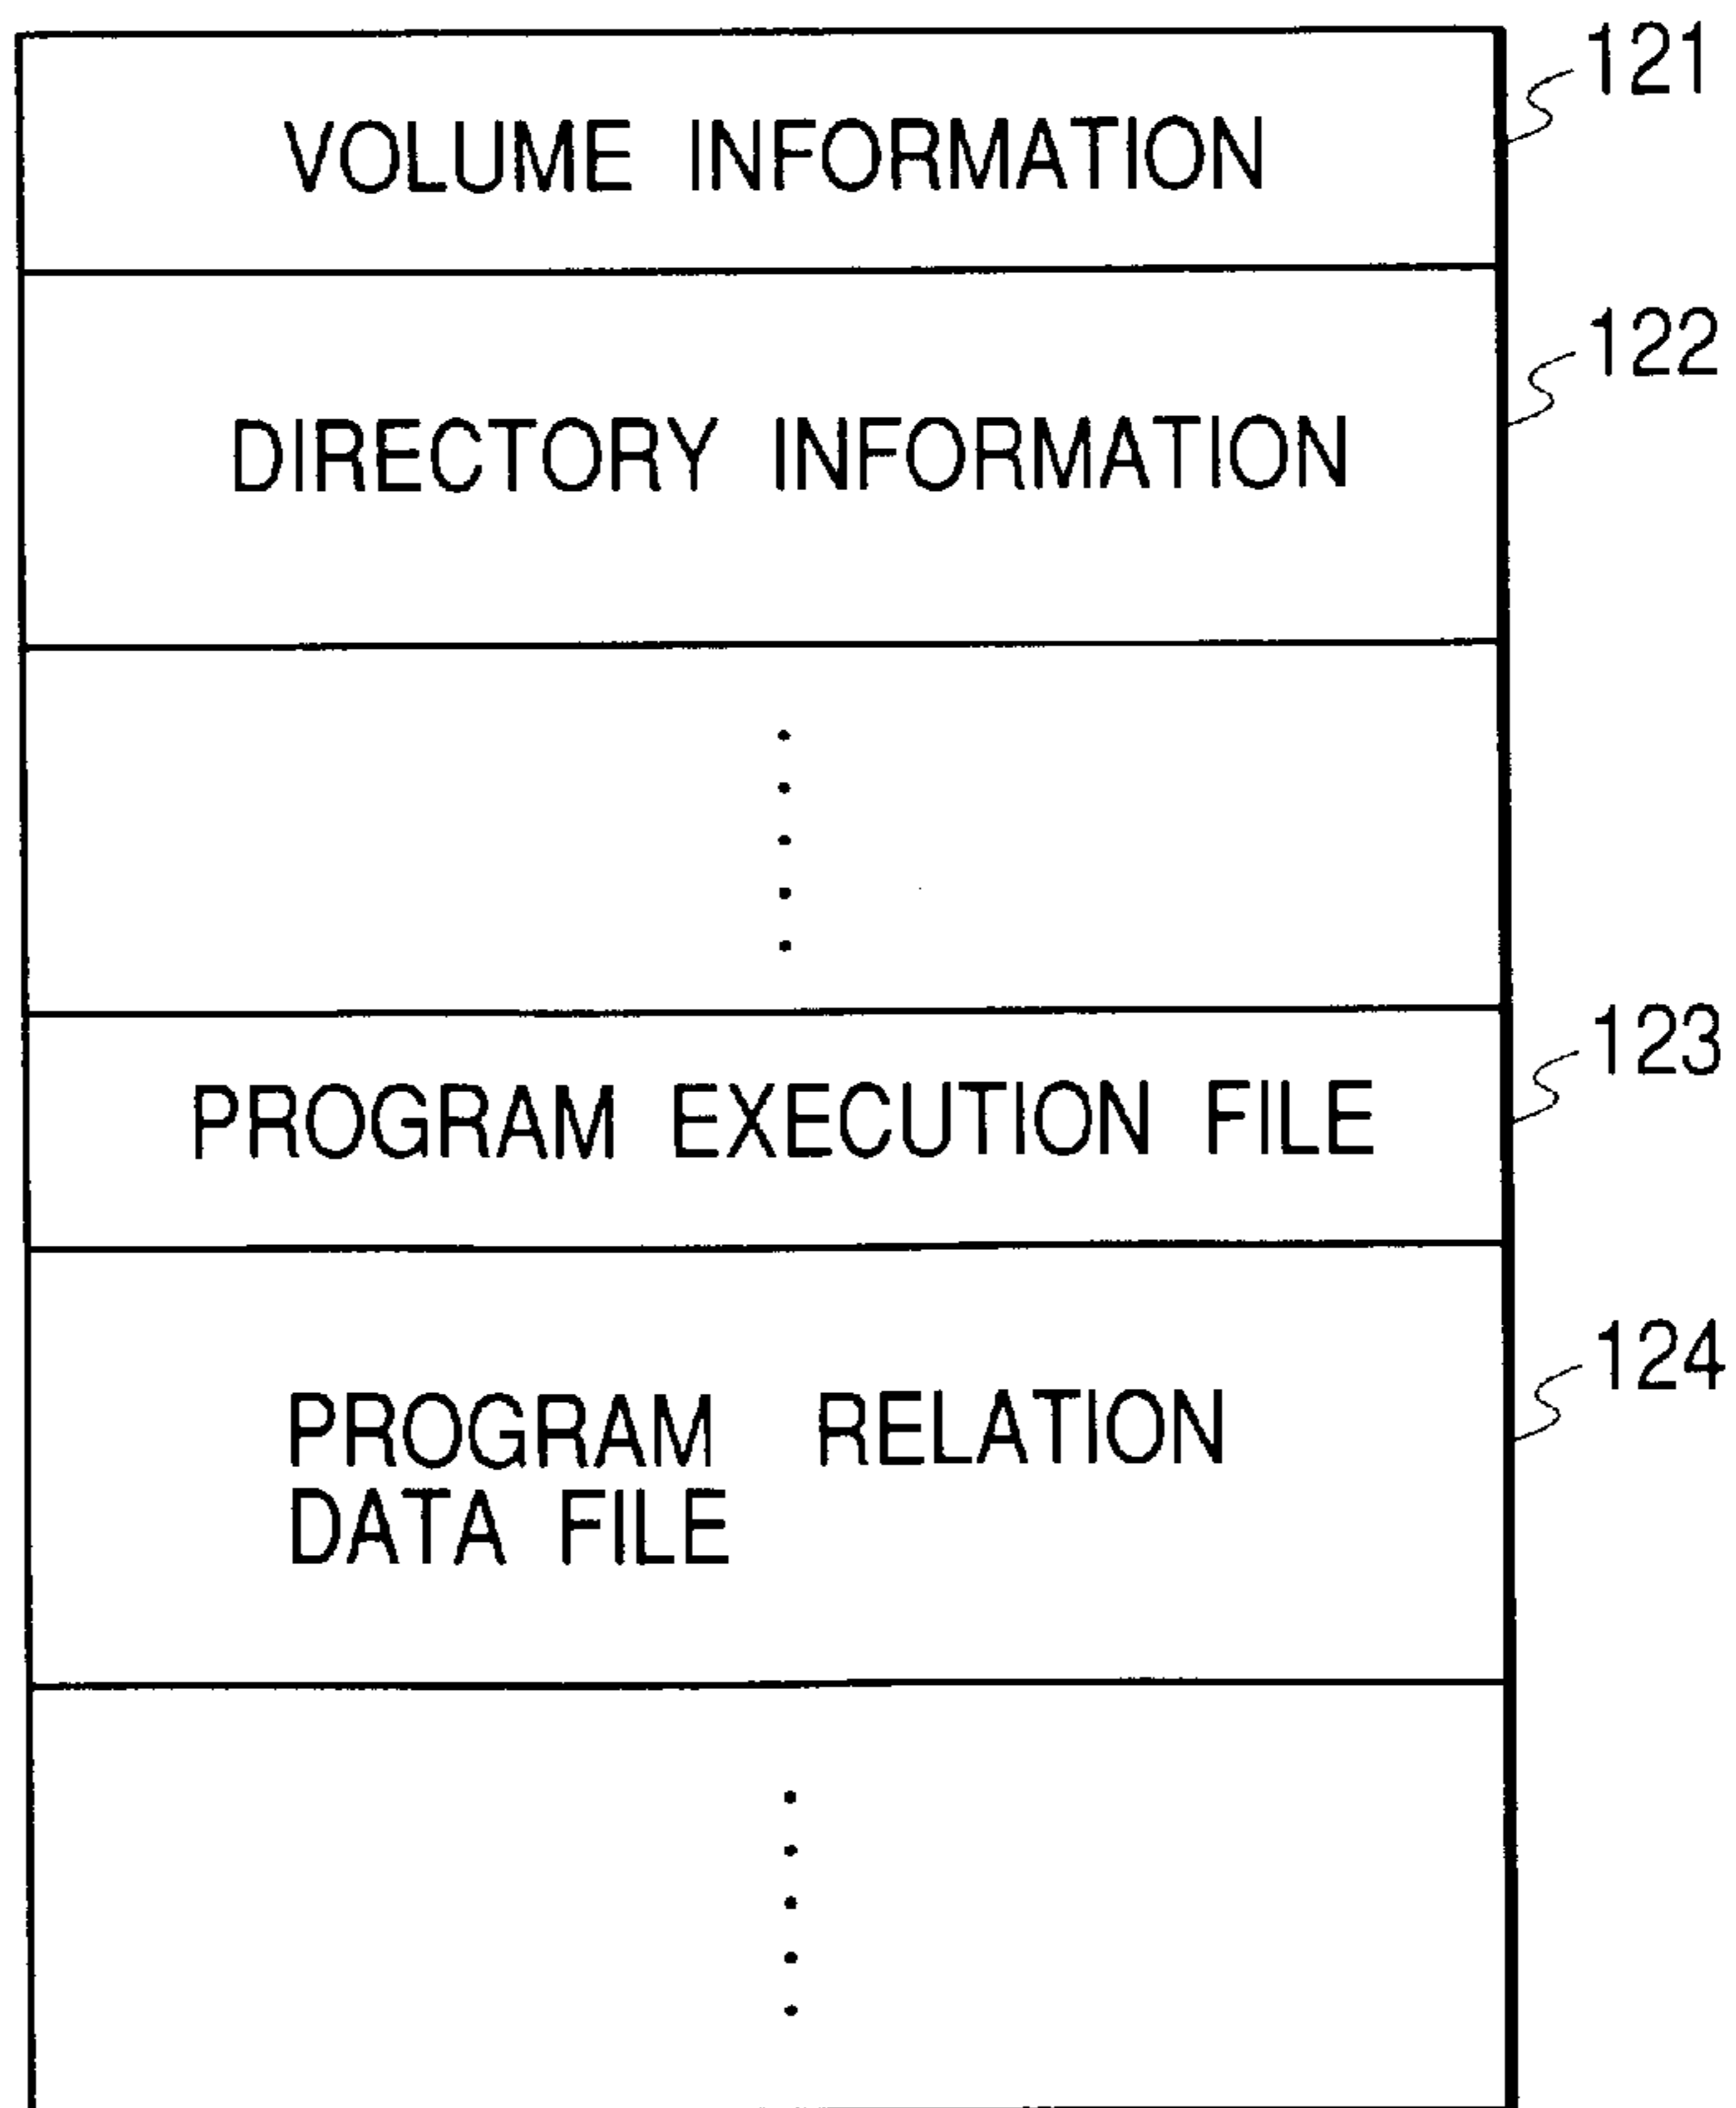 121
VOLUME INFORMATION
122
DIRECTORY INFORMATION
123
PROGRAM EXECUTION FILE
124
PROGRAM RELATION
DATA FILE